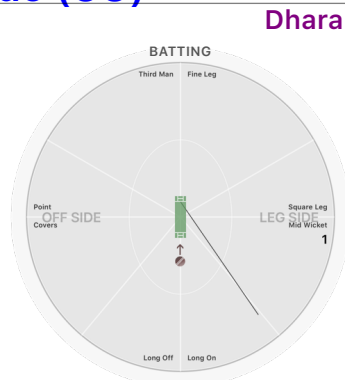 Dhara
BATTING
Third Man Fine Leg
Point Square Leg
OFF SIDE LEG SIDE
Covers Mid Wicket
1
Long Off Long On